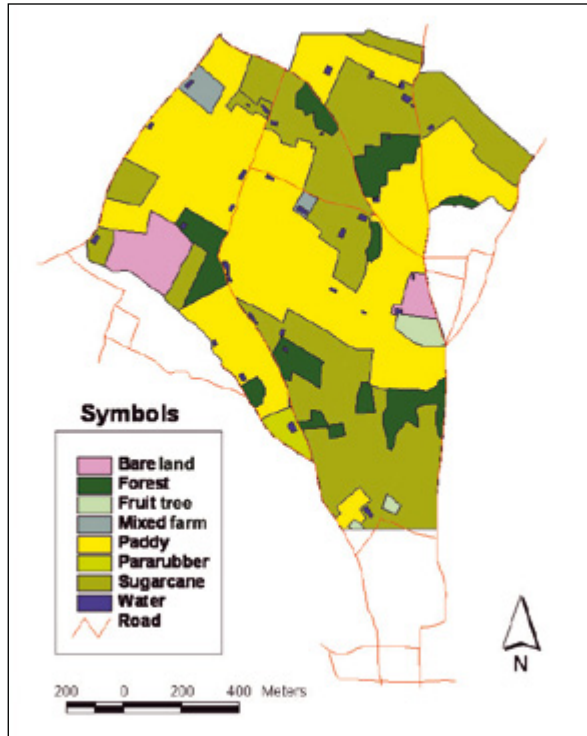 Symbols
Bare land
Forest
Fruit tree
Mixed farm
Paddy
Pararubber
Sugarcane
Water
Road
N
200 0 200 400 Meters